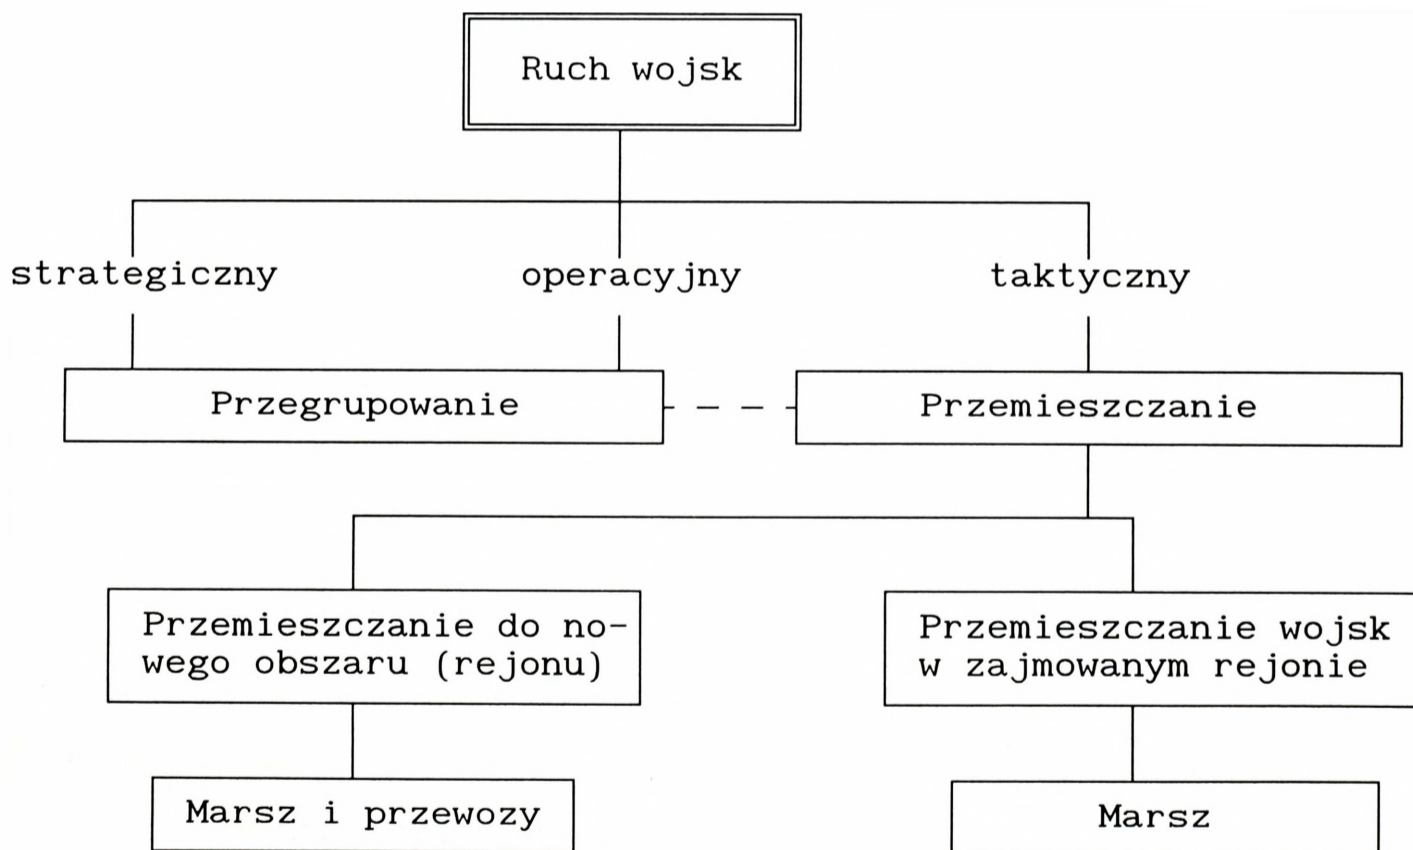 Ruch wojsk
strategiczny
operacyjny
taktyczny
Przegrupowanie
Przemieszczanie
Przemieszczanie do no-
wego obszaru (rejonu)
Przemieszczanie wojsk
w zajmowanym rejonie
Marsz i przewozy
Marsz